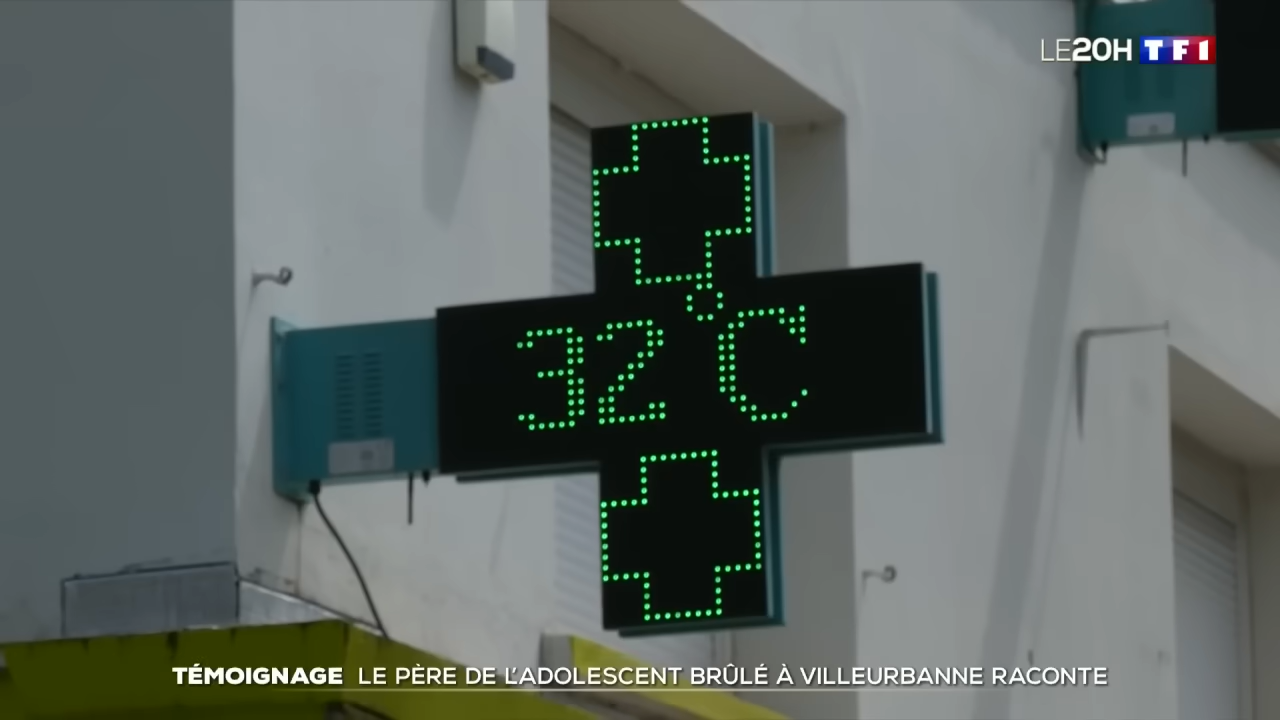 LE20H TF1
32°C
TÉMOIGNAGE LE PÈRE DE L'ADOLESCENT BRÛLÉ À VILLEURBANNE RACONTE